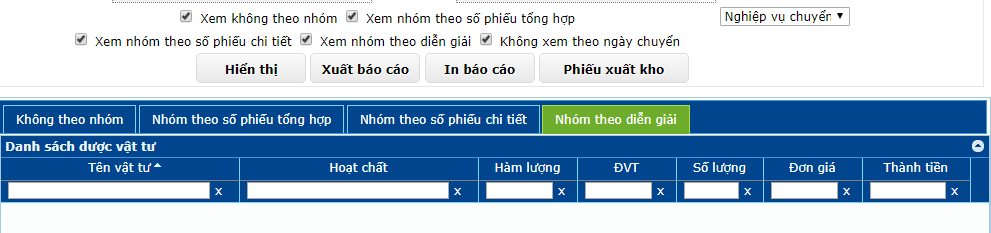 Xem không theo nhóm Xem nhóm theo số phiếu tổng hợp Nghiệp vụ chuyển
Xem nhóm theo số phiếu chi tiết Xem nhóm theo diễn giải Không xem theo ngày chuyển
Hiển thị Xuất báo cáo In báo cáo Phiếu xuất kho
Không theo nhóm Nhóm theo số phiếu tổng hợp Nhóm theo số phiếu chi tiết Nhóm theo diễn giải
Danh sách dược vật tư
Tên vật tư Hoạt chất Hàm lượng ĐVT Số lượng Đơn giá Thành tiền
x x x x x x x